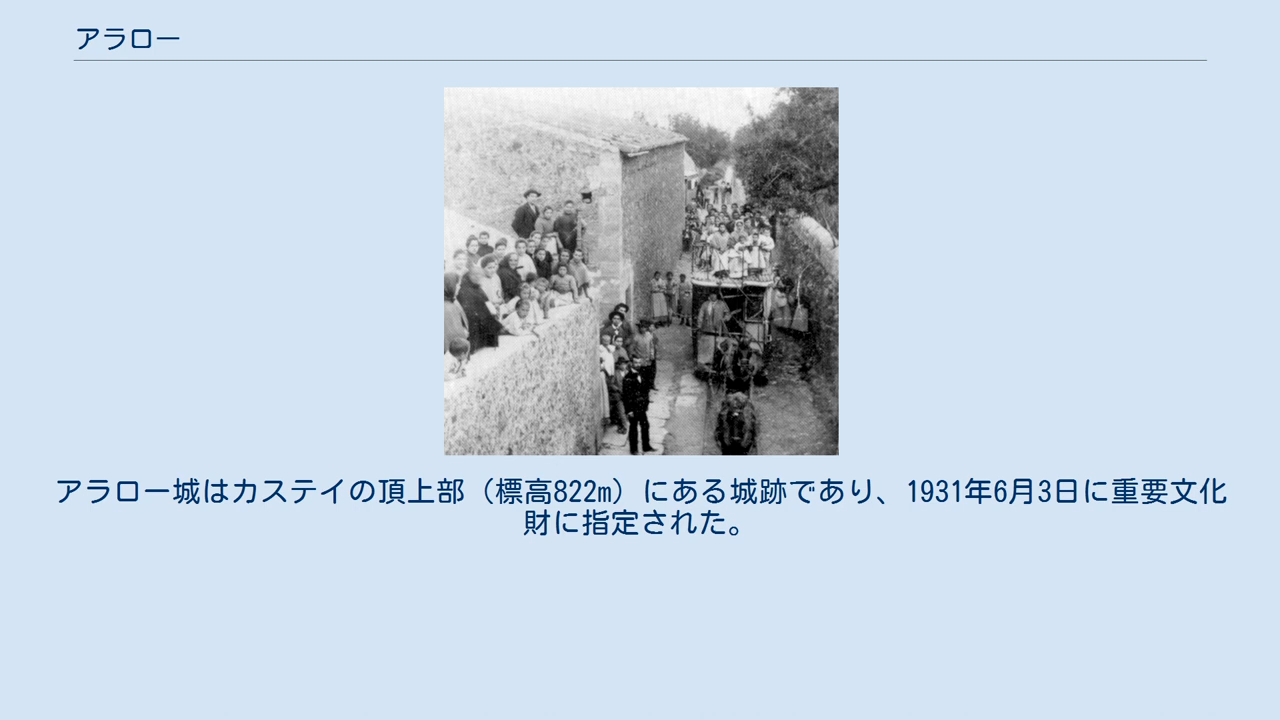 アラロー
アラロー城はカステイの頂上部（標高822m）にある城跡であり、1931年6月3日に重要文化
財に指定された。